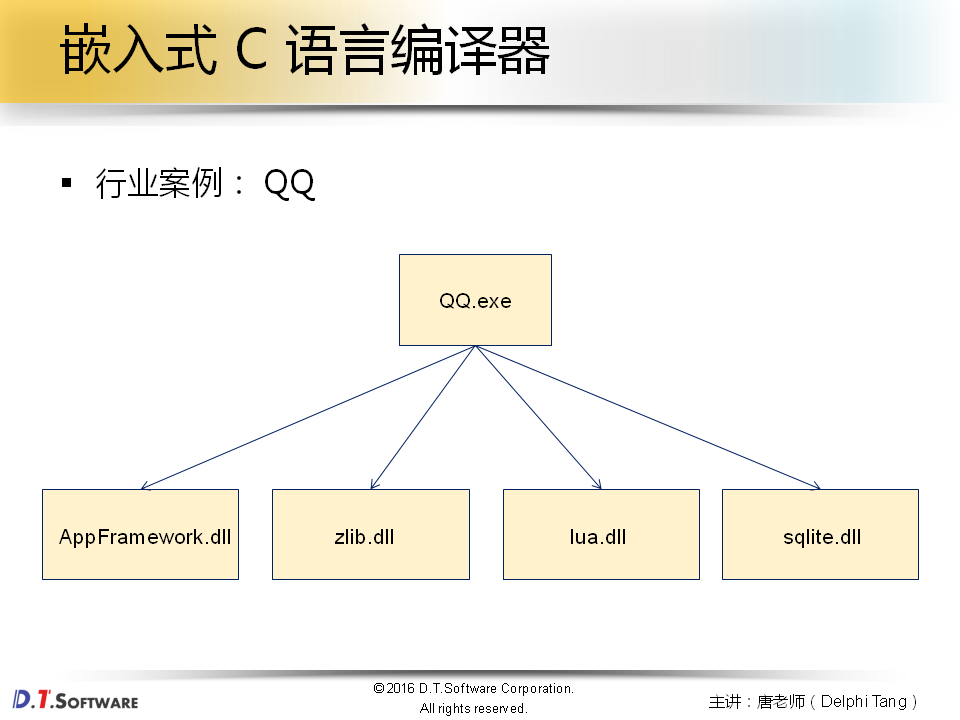 嵌入式 C 语言编译器
▪ 行业案例： QQ
QQ.exe
AppFramework.dll
zlib.dll
lua.dll
sqlite.dll
D.T.SOFTWARE
©2016 D.T.Software Corporation.
All rights reserved.
主讲：唐老师（Delphi Tang）